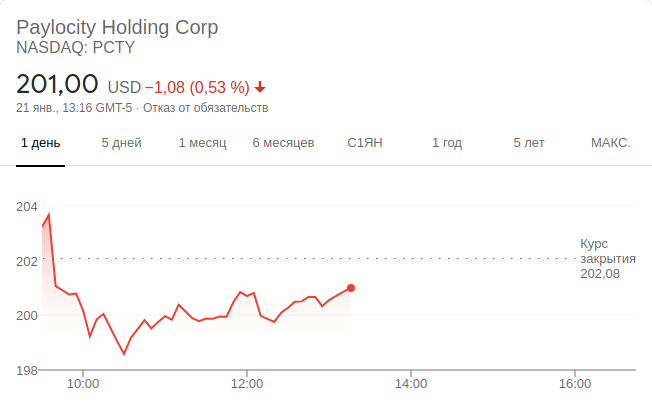 Paylocity Holding Corp
NASDAQ: PCTY
201,00 USD −1,08 (0,53 %)
21 янв., 13:16 GMT-5 · Отказ от обязательств
1 день 5 дней 1 месяц 6 месяцев С1ЯН 1 год 5 лет МАКС.
204
Курс
202 закрытия
202,08
200
198
10:00 12:00 14:00 16:00